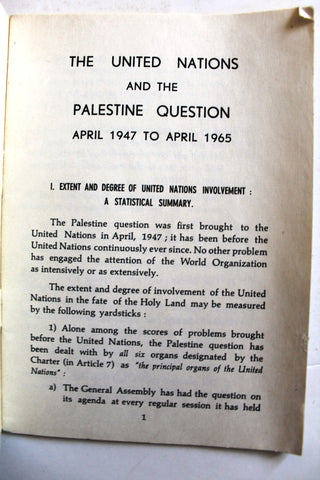 THE UNITED NATIONS
AND THE
PALESTINE QUESTION
APRIL 1947 TO APRIL 1965
I. EXTENT AND DEGREE OF UNITED NATIONS INVOLVEMENT :
A STATISTICAL SUMMARY.
The Palestine question was first brought to the
United Nations in April, 1947 ; it has been before the
United Nations continuously ever since. No other problem
has engaged the attention of the World Organization
as intensively or as extensively.
The extent and degree of involvement of the United
Nations in the fate of the Holy Land may be measured
by the following yardsticks :
1) Alone among the scores of problems brought
before the United Nations, the Palestine question has
been dealt with by all six organs designated by the
Charter (in Article 7) as "the principal organs of the United
Nations" :
a) The General Assembly has had the question on
its agenda at every regular session it has held
1